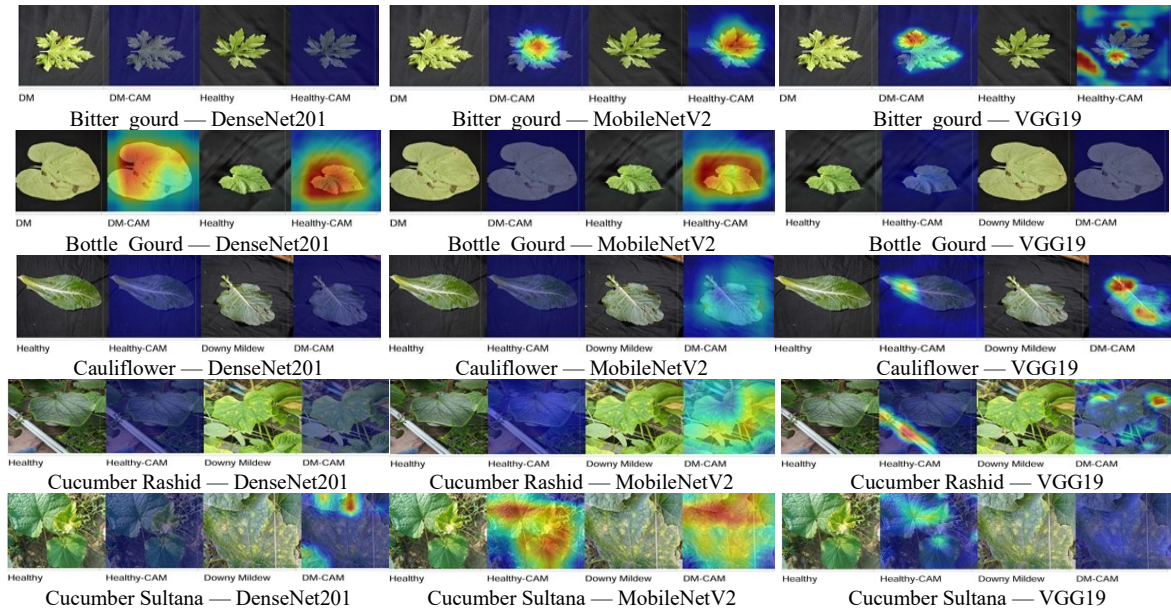 DM DM-CAM Healthy Healthy-CAM DM DM-CAM Healthy Healthy-CAM DM DM-CAM Healthy Healthy-CAM
Bitter gourd — DenseNet201 Bitter gourd — MobileNetV2 Bitter gourd — VGG19
DM DM-CAM Healthy Healthy-CAM DM DM-CAM Healthy Healthy-CAM Healthy Healthy-CAM Downy Mildew DM-CAM
Bottle Gourd — DenseNet201 Bottle Gourd — MobileNetV2 Bottle Gourd — VGG19
Healthy Healthy-CAM Downy Mildew DM-CAM Healthy Healthy-CAM Downy Mildew DM-CAM Healthy Healthy-CAM Downy Mildew DM-CAM
Cauliflower — DenseNet201 Cauliflower — MobileNetV2 Cauliflower — VGG19
Healthy Healthy-CAM Downy Mildew DM-CAM Healthy Healthy-CAM Downy Mildew DM-CAM Healthy Healthy-CAM Downy Mildew DM-CAM
Cucumber Rashid — DenseNet201 Cucumber Rashid — MobileNetV2 Cucumber Rashid — VGG19
Healthy Healthy-CAM Downy Mildew DM-CAM Healthy Healthy-CAM Downy Mildew DM-CAM Healthy Healthy-CAM Downy Mildew DM-CAM
Cucumber Sultana — DenseNet201 Cucumber Sultana — MobileNetV2 Cucumber Sultana — VGG19